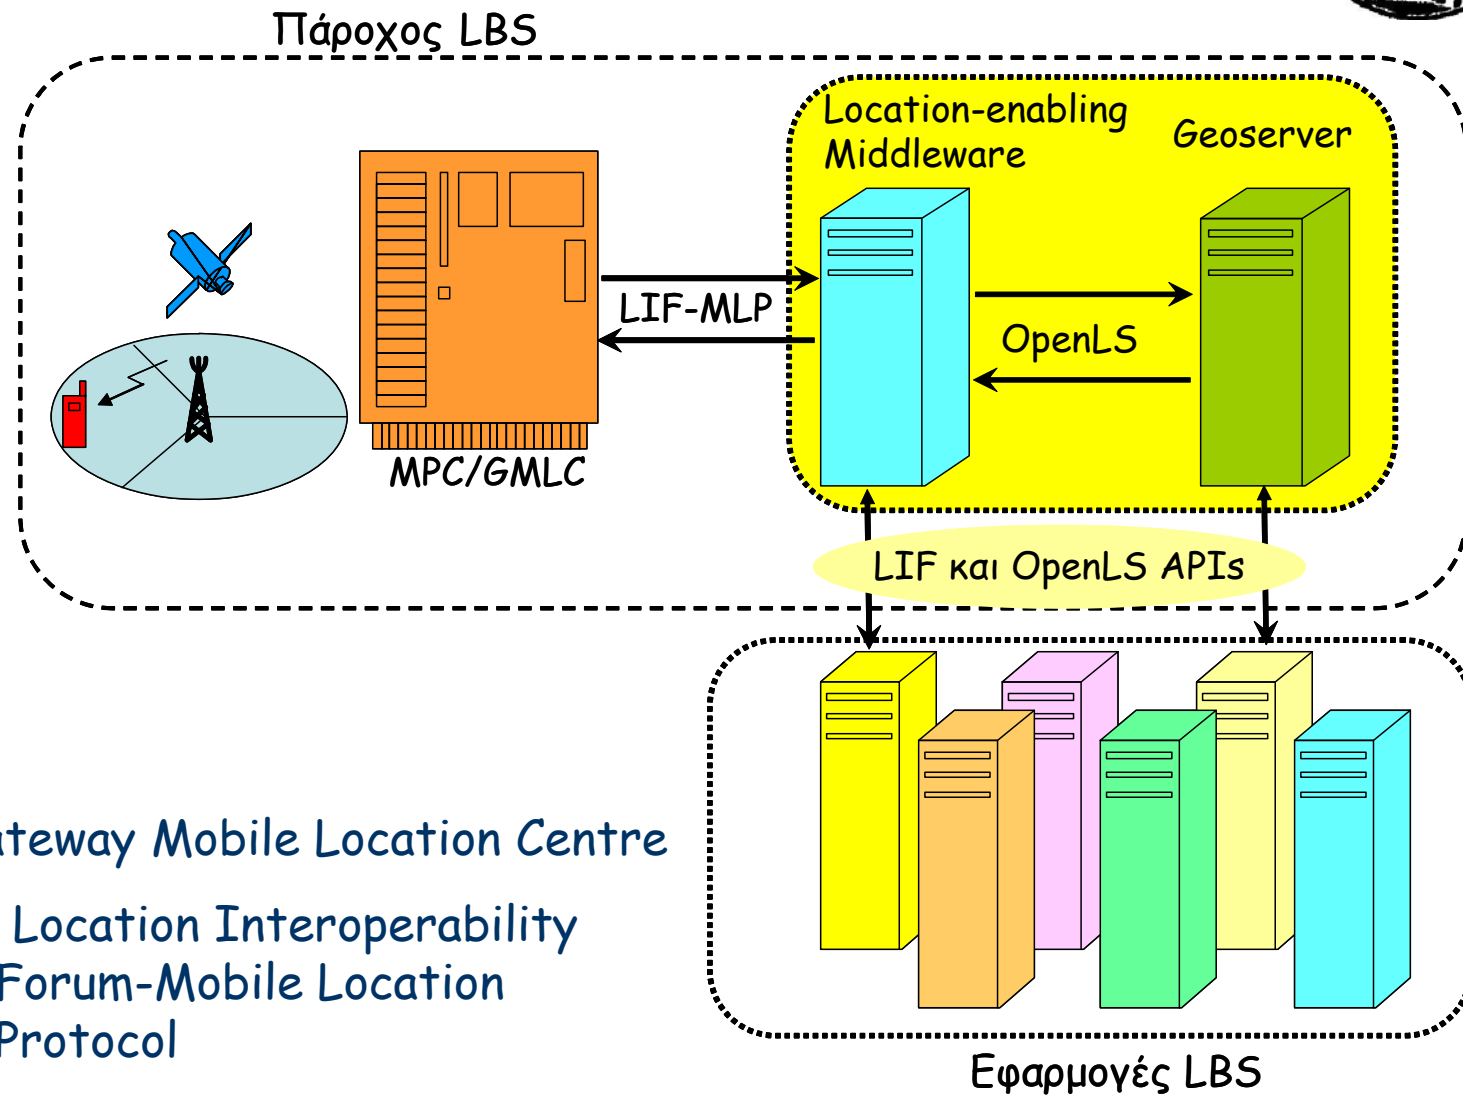 Πάροχος LBS
Location-enabling
Middleware
Geoserver
LIF-MLP
OpenLS
MPC/GMLC
LIF και OpenLS APIs
ateway Mobile Location Centre
Location Interoperability
Forum-Mobile Location
Protocol
Εφαρμογές LBS